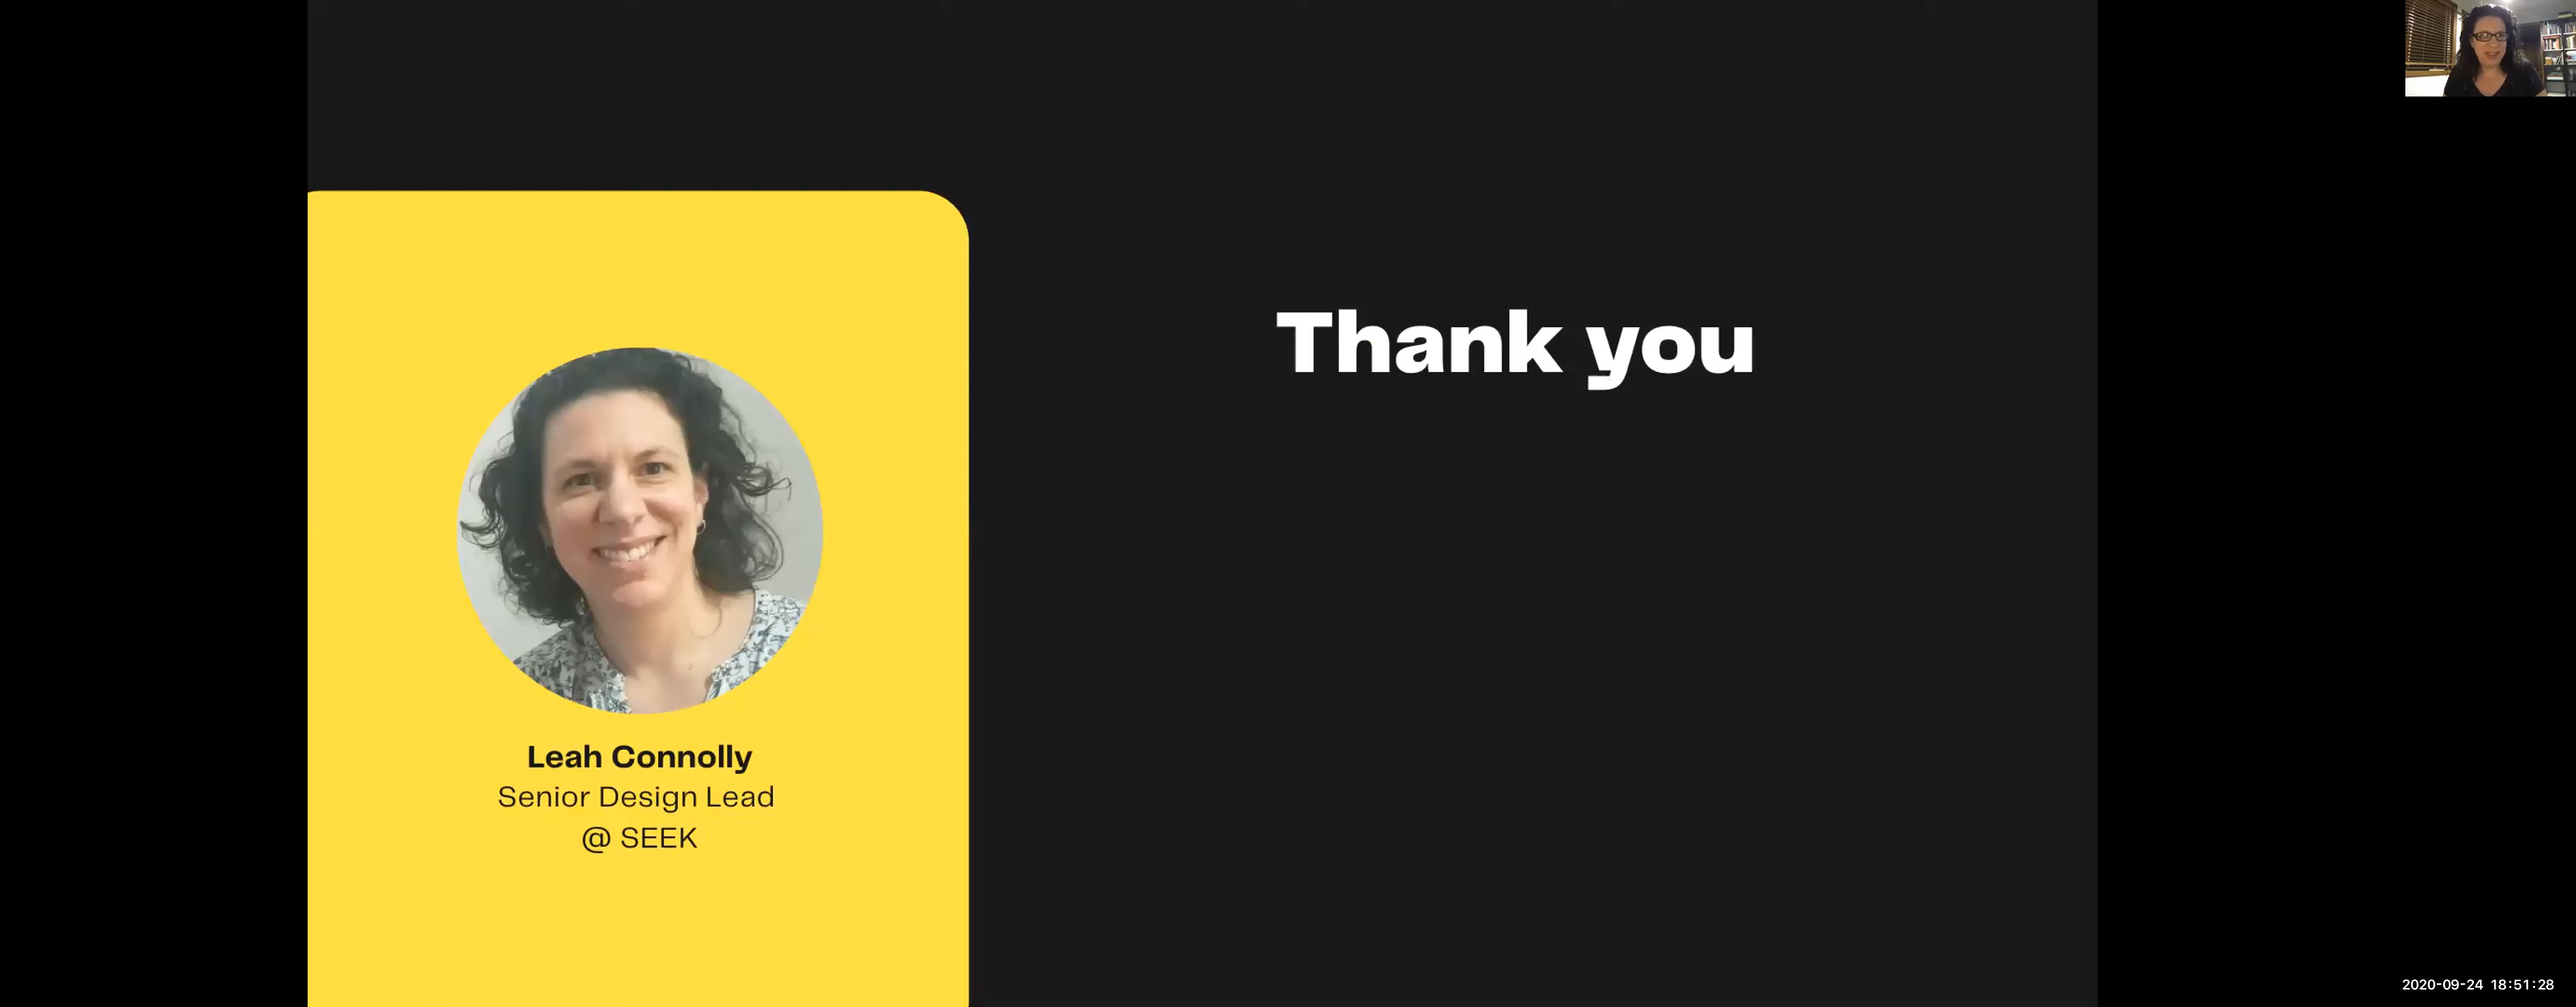 Thank you
Leah Connolly
Senior Design Lead
@ SEEK
2020-09-24 18:51:28